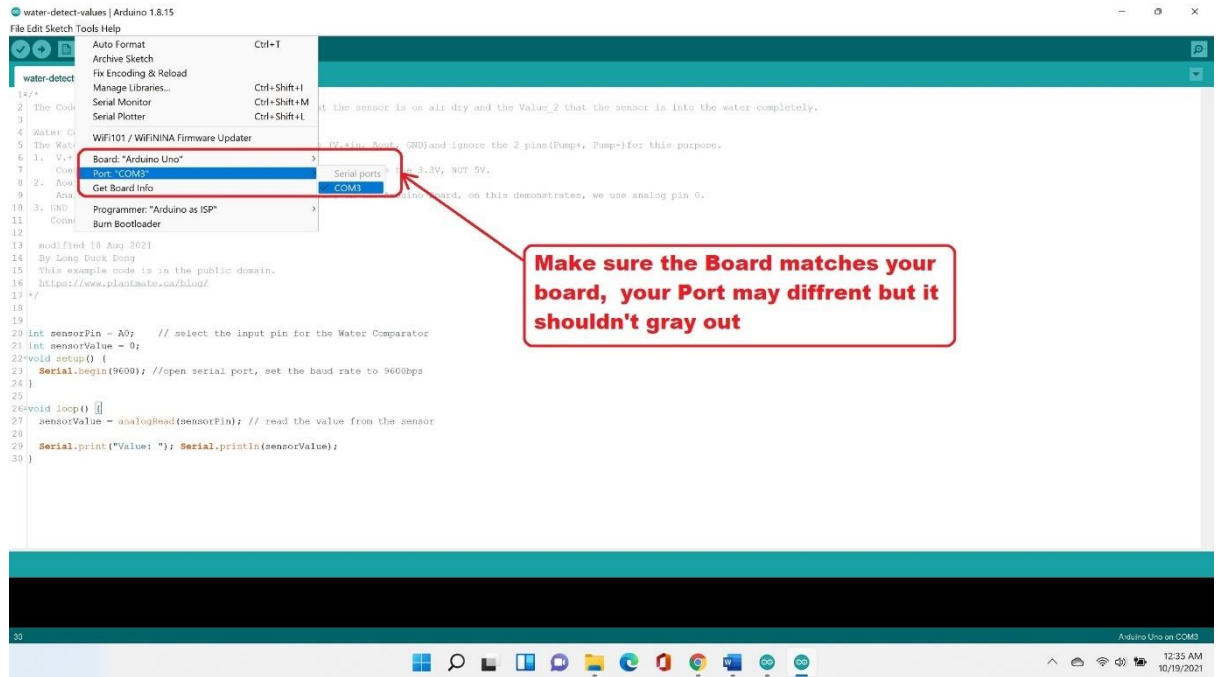 water-detect-values | Arduino 1.8.15
File Edit Sketch Tools Help
water-detect
Auto Format Ctrl+T
Archive Sketch
Fix Encoding & Reload
Manage Libraries... Ctrl+Shift+I
Serial Monitor Ctrl+Shift+M
Serial Plotter Ctrl+Shift+L
WiFi101 / WiFiNINA Firmware Updater
Board: "Arduino Uno"
Port: "COM3"
Get Board Info
Programmer: "Arduino as ISP"
Burn Bootloader
Serial ports
COM3
1 /*
2 The Code at the sensor is on air dry and the Value_2 that the sensor is into the water completely.
3
4 Water
5 The (V.+in, Aout, GND)and ignore the 2 pins(Pump+, Pump-)for this purpose.
6 1. V.+
7 the 3.3V, NOT 5V.
8 2.
9 board, on this demonstrates, we use analog pin 0.
10 3. GND
11
12
13 modified 18 Aug 2021
14 By Long Duck Dong
15 This example code is in the public domain.
16 https://www.plantmate.ca/blog/
17 */
18
19
20 int sensorPin = A0; // select the input pin for the Water Comparator
21 int sensorValue = 0;
22 void setup() {
23 Serial.begin(9600); //open serial port, set the baud rate to 9600bps
24 }
25
26 void loop() {
27 sensorValue = analogRead(sensorPin); // read the value from the sensor
28
29 Serial.print("Value: "); Serial.println(sensorValue);
30 }
Make sure the Board matches your
board, your Port may diffrent but it
shouldn't gray out
30 Arduino Uno on COM3
12:35 AM
10/19/2021